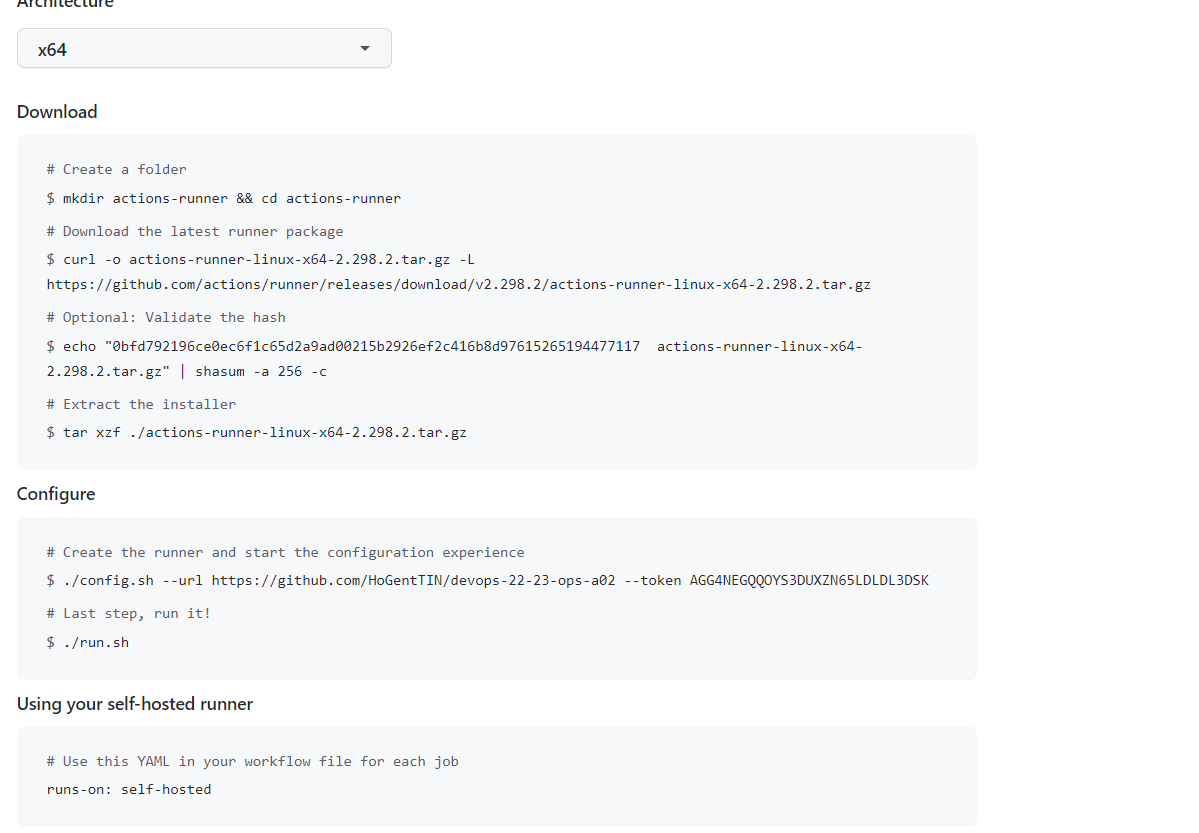 Architecture
x64
Download
# Create a folder
$ mkdir actions-runner && cd actions-runner
# Download the latest runner package
$ curl -o actions-runner-linux-x64-2.298.2.tar.gz -L
https://github.com/actions/runner/releases/download/v2.298.2/actions-runner-linux-x64-2.298.2.tar.gz
# Optional: Validate the hash
$ echo "0bfd792196ce0ec6f1c65d2a9ad00215b2926ef2c416b8d97615265194477117  actions-runner-linux-x64-
2.298.2.tar.gz" | shasum -a 256 -c
# Extract the installer
$ tar xzf ./actions-runner-linux-x64-2.298.2.tar.gz
Configure
# Create the runner and start the configuration experience
$ ./config.sh --url https://github.com/HoGentTIN/devops-22-23-ops-a02 --token AGG4NEGQQOYS3DUXZN65LDLDL3DSK
# Last step, run it!
$ ./run.sh
Using your self-hosted runner
# Use this YAML in your workflow file for each job
runs-on: self-hosted